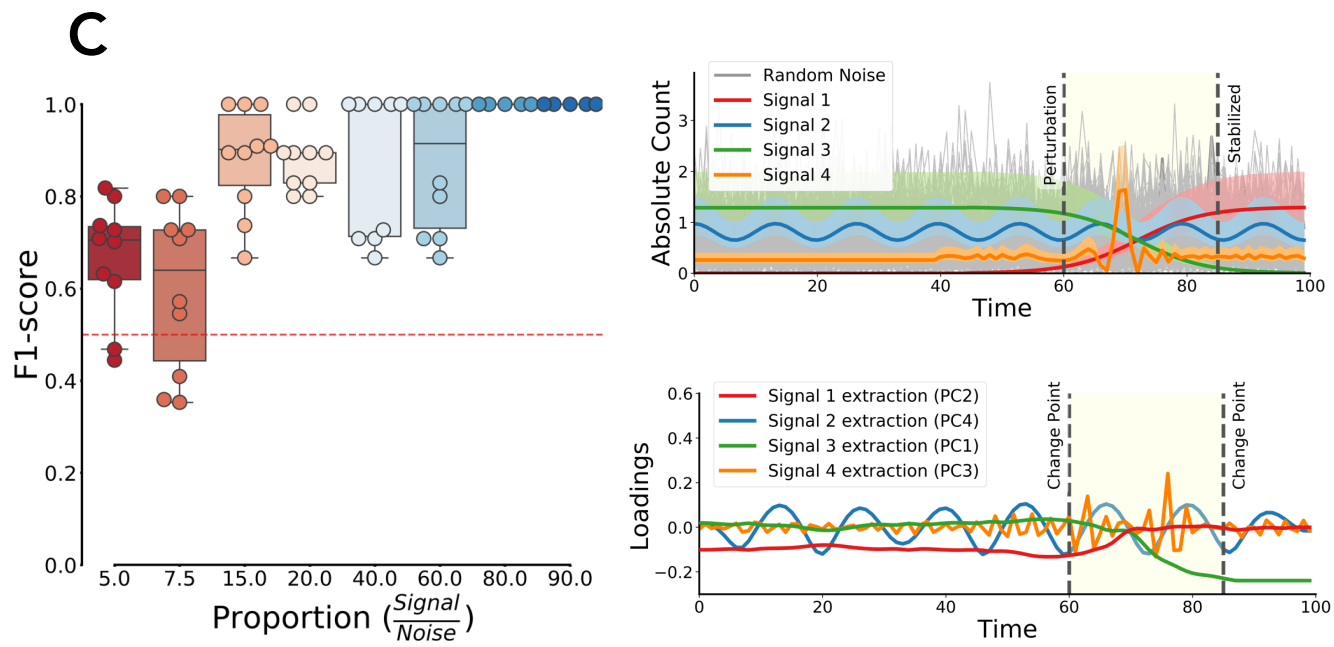 C
F1-score
1.0
0.8
0.6
0.4
0.2
0.0
5.0 7.5 15.0 20.0 40.0 60.0 80.0 90.0
Proportion (Signal/Noise)
Absolute Count
3
2
1
0
Random Noise
Signal 1
Signal 2
Signal 3
Signal 4
Perturbation
Stabilized
0 20 40 60 80 100
Time
Loadings
0.6
0.4
0.2
0.0
−0.2
Signal 1 extraction (PC2)
Signal 2 extraction (PC4)
Signal 3 extraction (PC1)
Signal 4 extraction (PC3)
Change Point
Change Point
0 20 40 60 80 100
Time